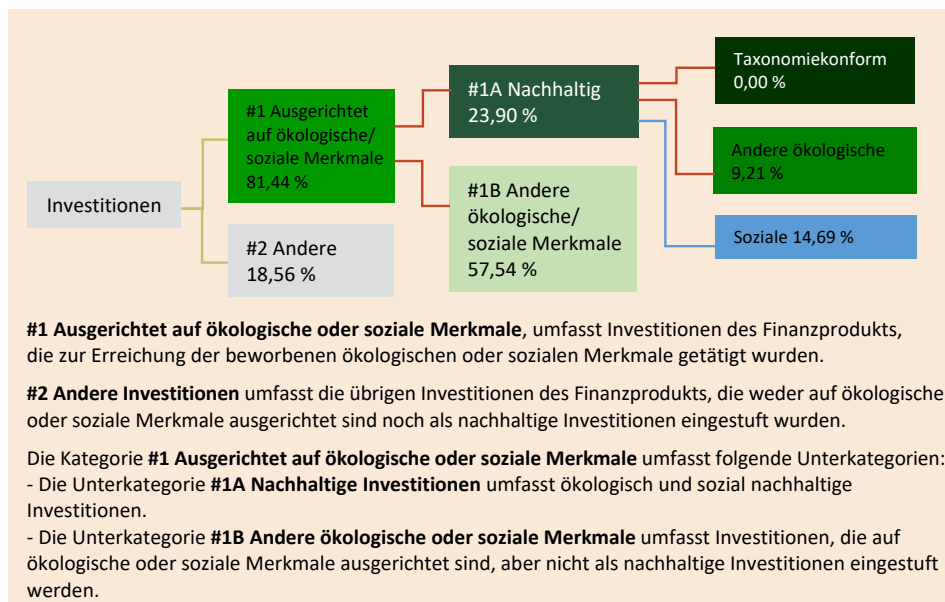 Investitionen
#1 Ausgerichtet
auf ökologische/
soziale Merkmale
81,44 %
#2 Andere
18,56 %
#1A Nachhaltig
23,90 %
#1B Andere
ökologische/
soziale Merkmale
57,54 %
Taxonomiekonform
0,00 %
Andere ökologische
9,21 %
Soziale 14,69 %
#1 Ausgerichtet auf ökologische oder soziale Merkmale, umfasst Investitionen des Finanzprodukts,
die zur Erreichung der beworbenen ökologischen oder sozialen Merkmale getätigt wurden.
#2 Andere Investitionen umfasst die übrigen Investitionen des Finanzprodukts, die weder auf ökologische
oder soziale Merkmale ausgerichtet sind noch als nachhaltige Investitionen eingestuft wurden.
Die Kategorie #1 Ausgerichtet auf ökologische oder soziale Merkmale umfasst folgende Unterkategorien:
- Die Unterkategorie #1A Nachhaltige Investitionen umfasst ökologisch und sozial nachhaltige
Investitionen.
- Die Unterkategorie #1B Andere ökologische oder soziale Merkmale umfasst Investitionen, die auf
ökologische oder soziale Merkmale ausgerichtet sind, aber nicht als nachhaltige Investitionen eingestuft
werden.